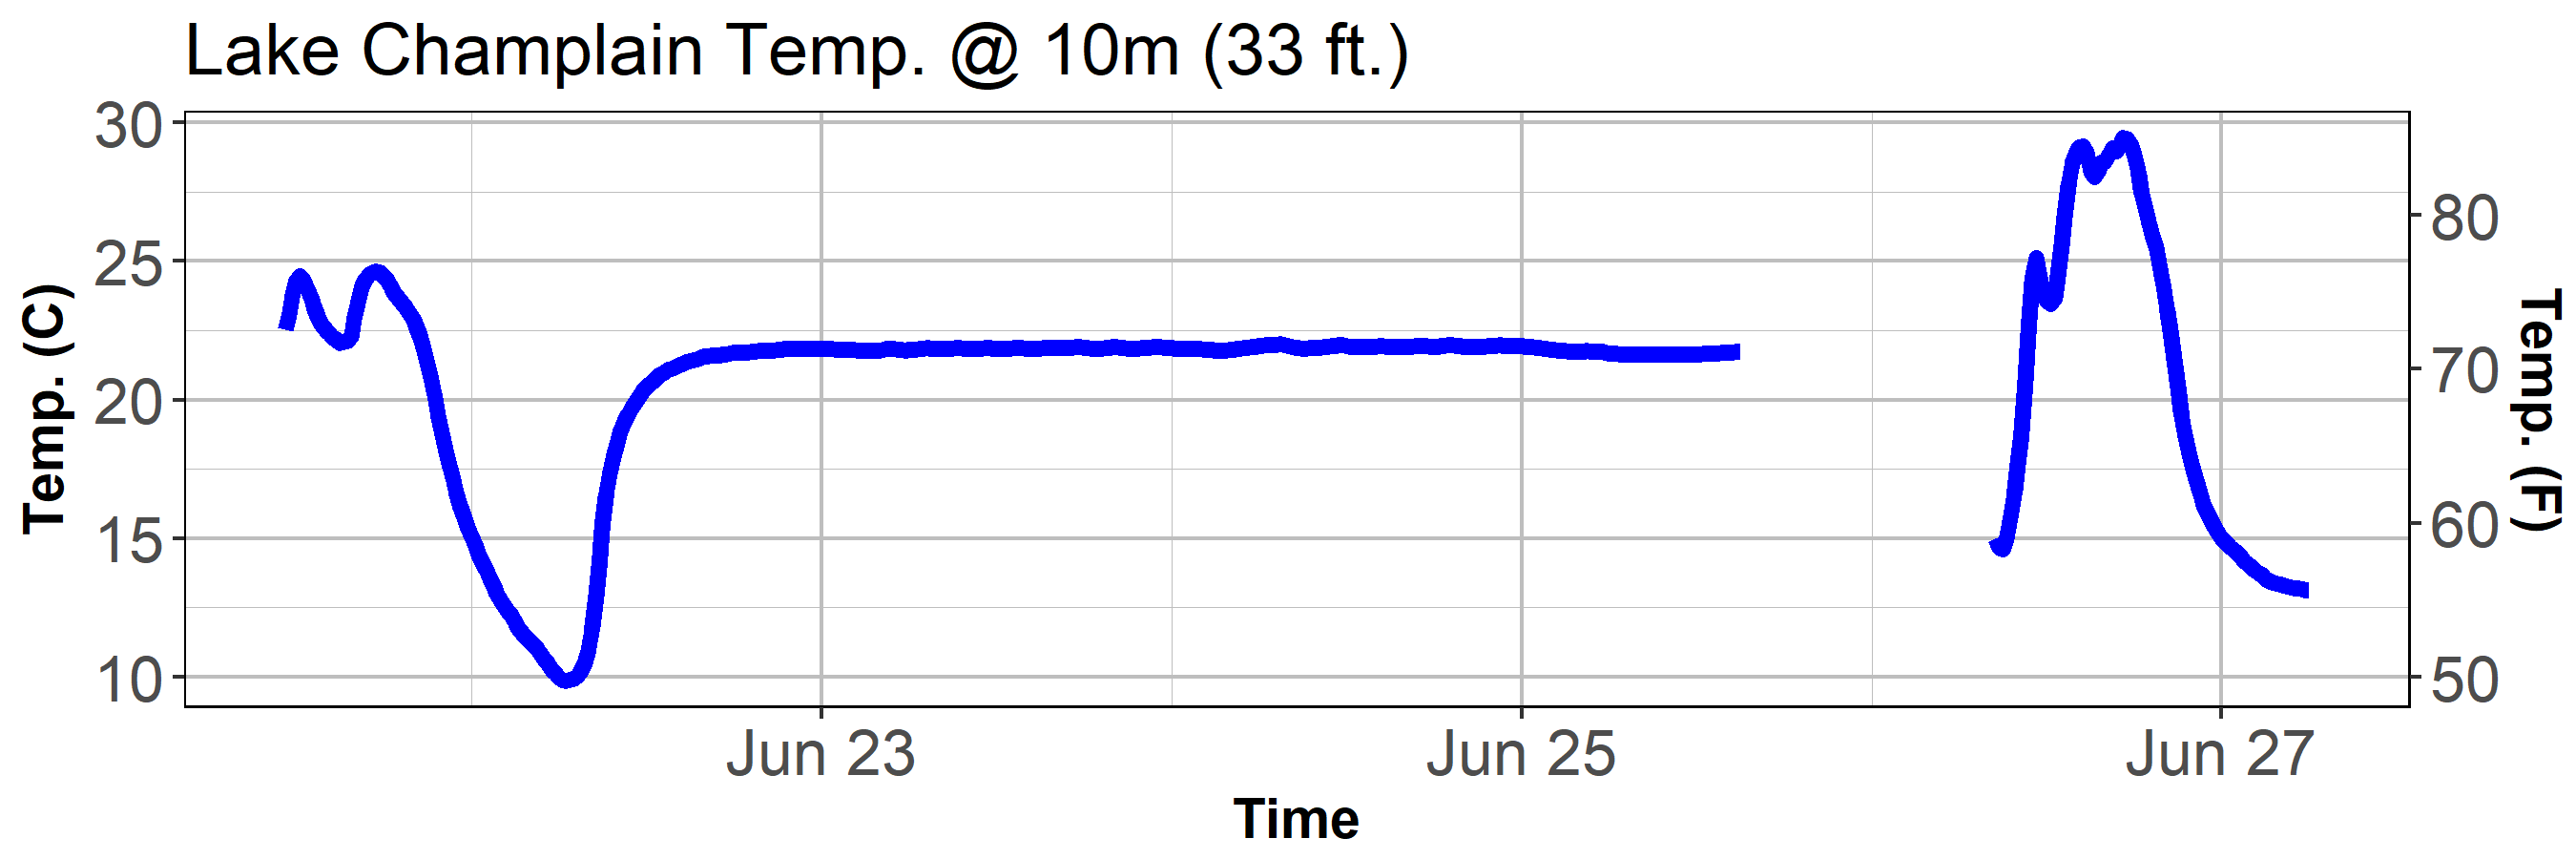 Lake Champlain Temp. @ 10m (33 ft.)
30
25
20
15
10
Temp. (C)
80
70
60
50
Temp. (F)
Jun 23
Jun 25
Jun 27
Time